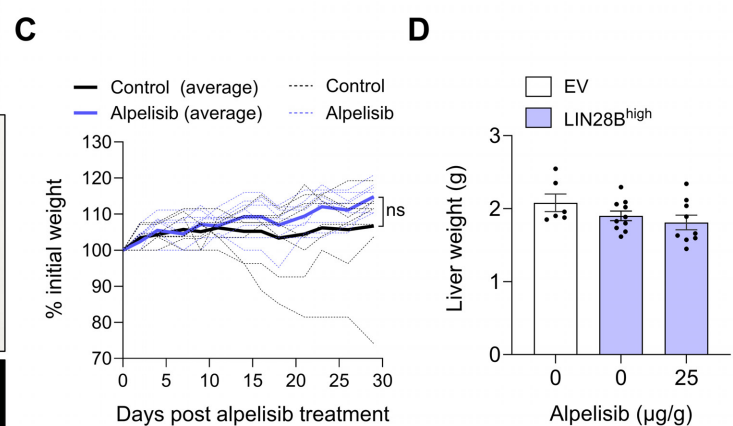 C
Control (average)
Control
Alpelisib (average)
Alpelisib
130
120
110
100
90
80
70
% initial weight
ns
0
5
10
15
20
25
30
Days post alpelisib treatment
D
EV
LIN28Bhigh
3
2
1
0
Liver weight (g)
0
0
25
Alpelisib (µg/g)